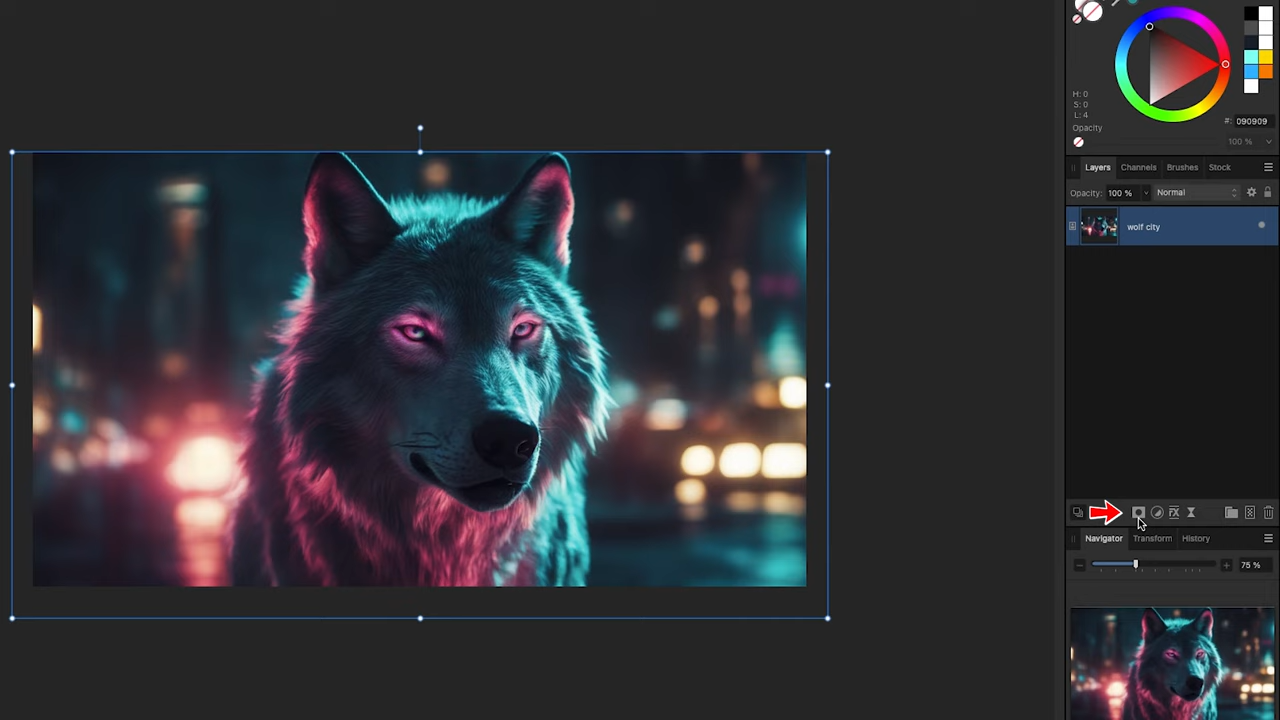 H: 0
S: 0
L: 4
#: 090909
Opacity
100 %
Layers Channels Brushes Stock
Opacity: 100 % Normal
wolf city
FX
Navigator Transform History
75 %